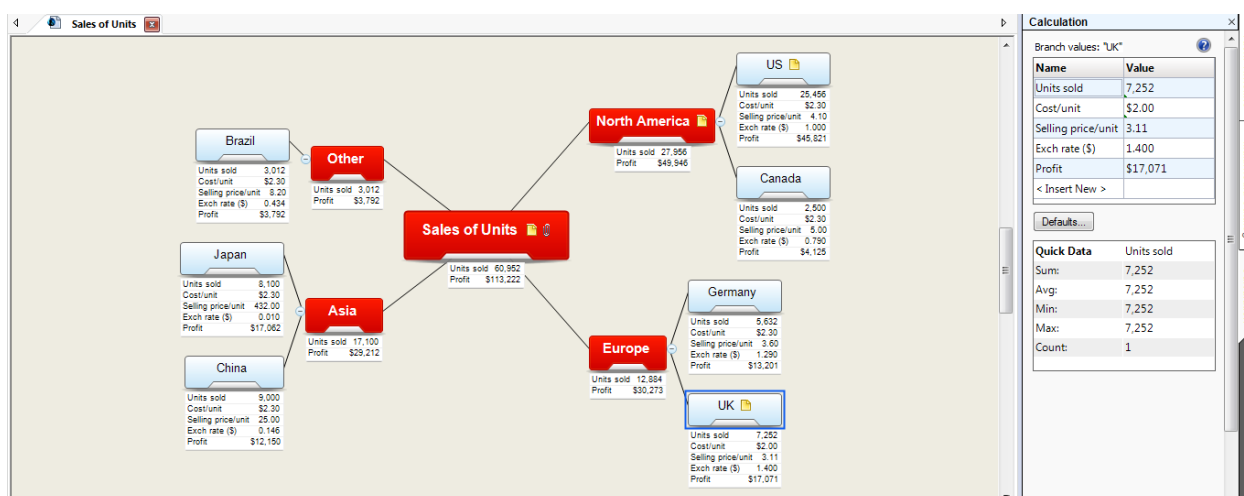 Sales of Units
Brazil
Units sold 3,012
Cost/unit $2.30
Selling price/unit 8.20
Exch rate ($) 0.434
Profit $3,792
Other
Units sold 3,012
Profit $3,792
Japan
Units sold 8,100
Cost/unit $2.30
Selling price/unit 432.00
Exch rate ($) 0.010
Profit $17,062
Asia
Units sold 17,100
Profit $29,212
China
Units sold 9,000
Cost/unit $2.30
Selling price/unit 25.00
Exch rate ($) 0.146
Profit $12,150
Sales of Units
Units sold 60,952
Profit $113,222
North America
Units sold 27,956
Profit $49,946
US
Units sold 25,456
Cost/unit $2.30
Selling price/unit 4.10
Exch rate ($) 1.000
Profit $45,821
Canada
Units sold 2,500
Cost/unit $2.30
Selling price/unit 5.00
Exch rate ($) 0.790
Profit $4,125
Europe
Units sold 12,884
Profit $30,273
Germany
Units sold 5,632
Cost/unit $2.30
Selling price/unit 3.60
Exch rate ($) 1.290
Profit $13,201
UK
Units sold 7,252
Cost/unit $2.00
Selling price/unit 3.11
Exch rate ($) 1.400
Profit $17,071
Calculation
Branch values: "UK"
Name Value
Units sold 7,252
Cost/unit $2.00
Selling price/unit 3.11
Exch rate ($) 1.400
Profit $17,071
< Insert New >
Defaults...
Quick Data Units sold
Sum: 7,252
Avg: 7,252
Min: 7,252
Max: 7,252
Count: 1